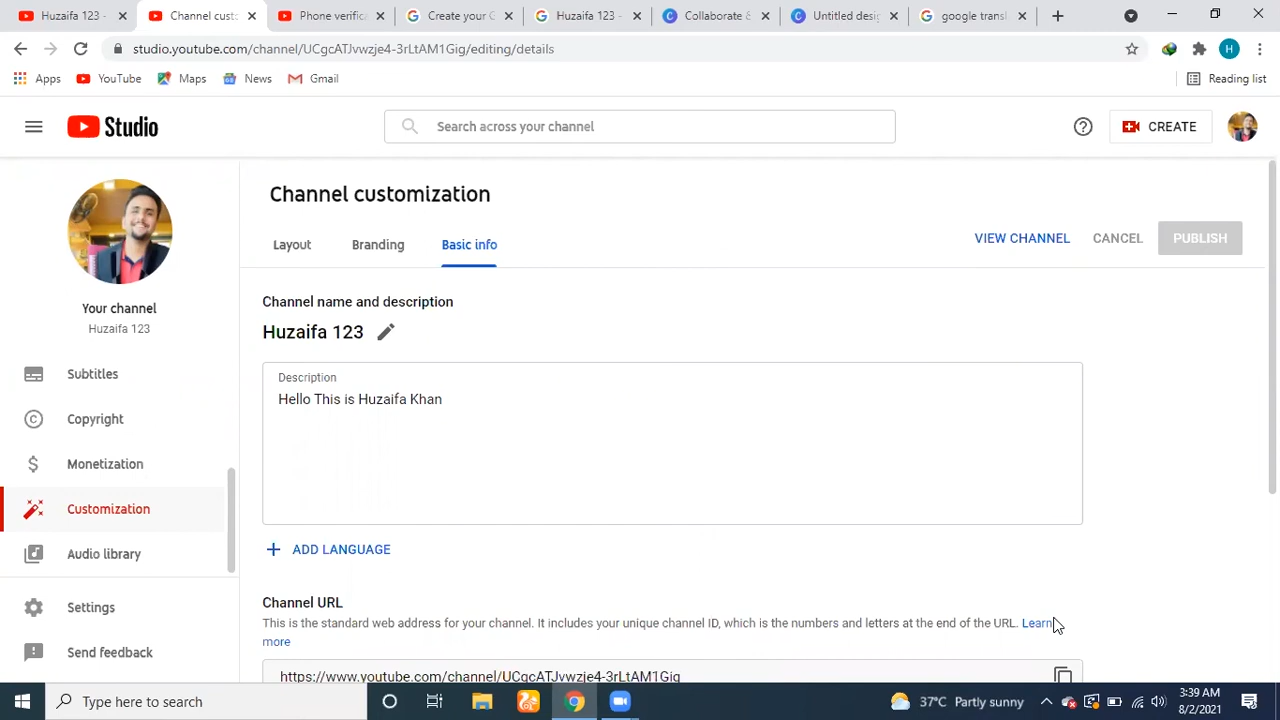 Huzaifa 123 -
Channel cust
Phone verifica
Create your C
Huzaifa 123 -
Collaborate &
Untitled desig
google transl
studio.youtube.com/channel/UCgcATJvwzje4-3rLtAM1Gig/editing/details
H
Apps
YouTube
Maps
News
Gmail
Reading list
Studio
Search across your channel
CREATE
Your channel
Huzaifa 123
Subtitles
Copyright
Monetization
Customization
Audio library
Settings
Send feedback
Channel customization
Layout
Branding
Basic info
VIEW CHANNEL
CANCEL
PUBLISH
Channel name and description
Huzaifa 123
Description
Hello This is Huzaifa Khan
ADD LANGUAGE
Channel URL
This is the standard web address for your channel. It includes your unique channel ID, which is the numbers and letters at the end of the URL. Learn
more
https://www.youtube.com/channel/UCgcATJvwzje4-3rLtAM1Gig
Type here to search
37°C Partly sunny
3:39 AM
8/2/2021